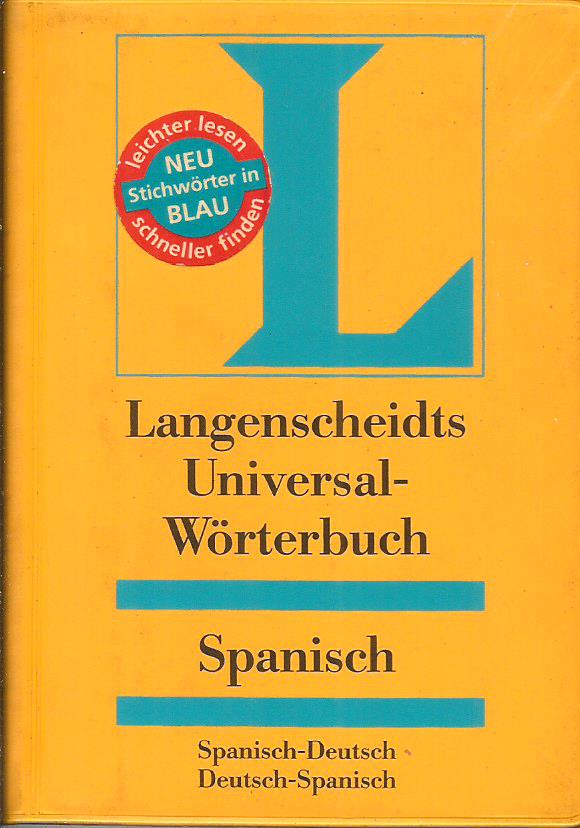 L
leichter lesen
NEU
Stichwörter in
BLAU
schneller finden
Langenscheidts
Universal-
Wörterbuch
Spanisch
Spanisch-Deutsch
Deutsch-Spanisch